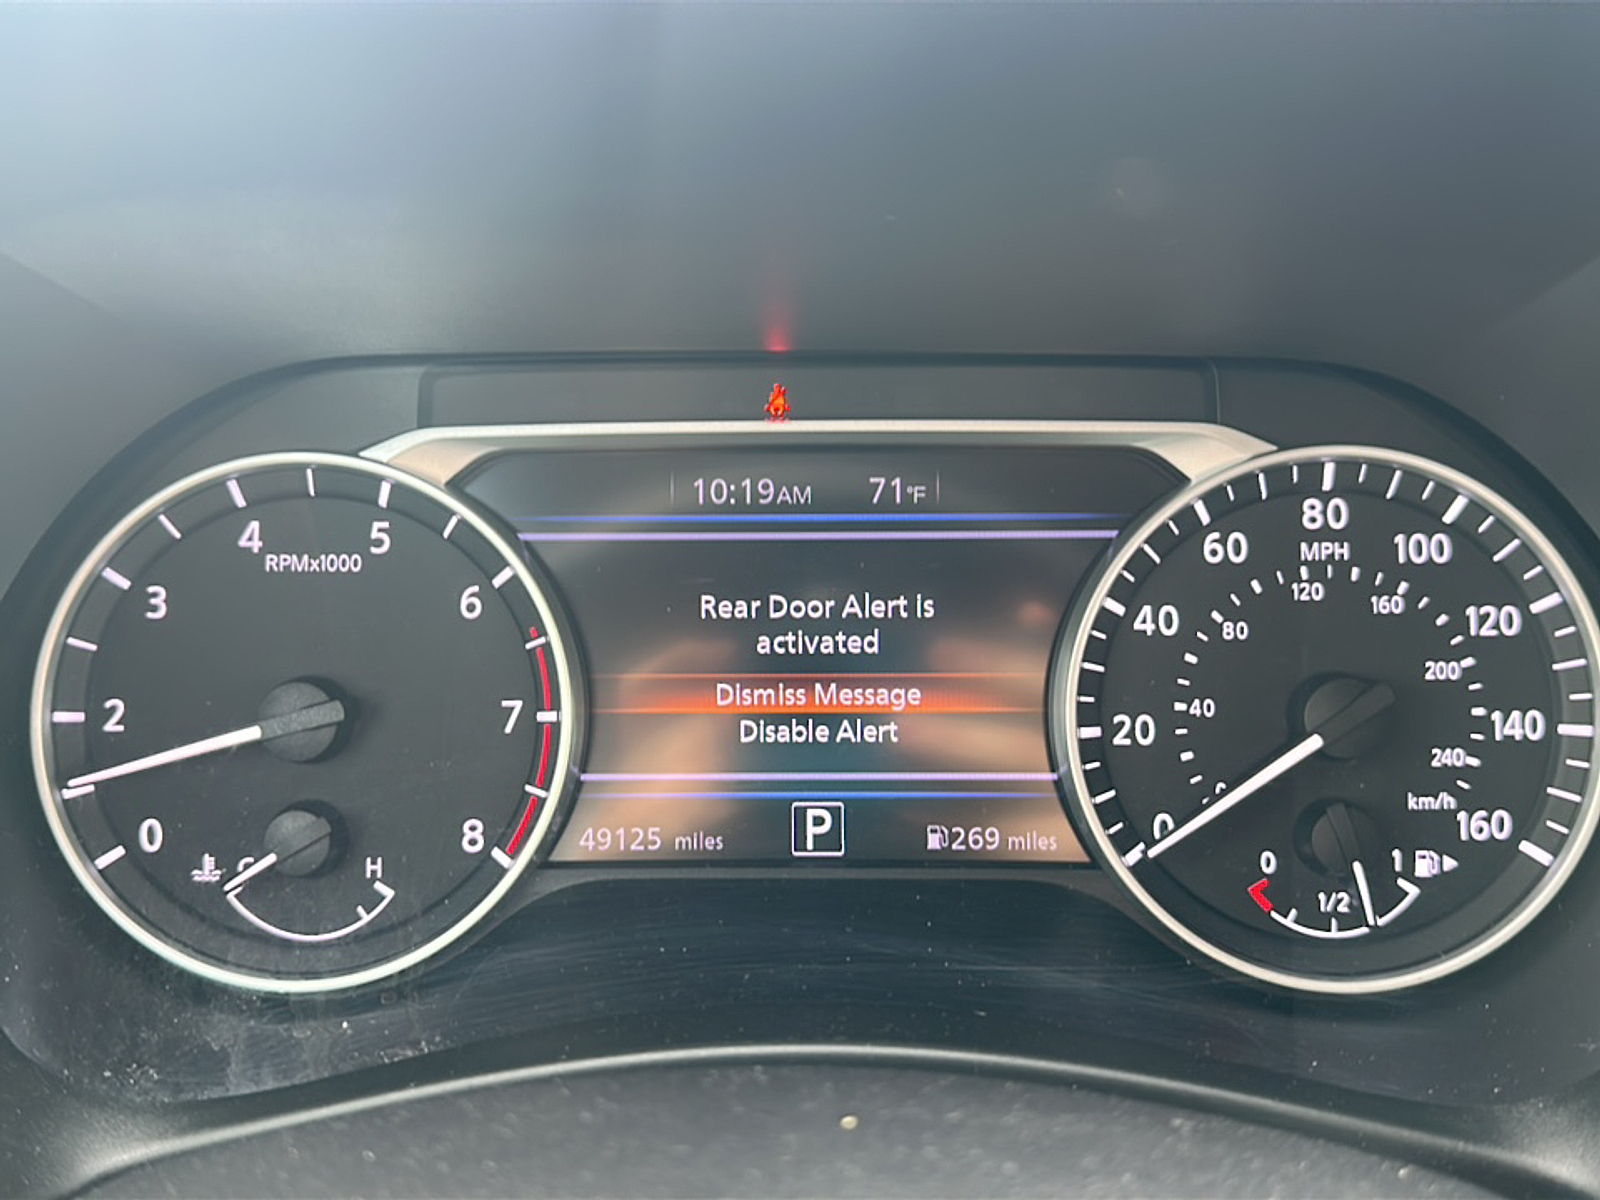 10:19AM 71°F
Rear Door Alert is
activated
Dismiss Message
Disable Alert
49125 miles P 269 miles
0 2 3 4 5 6 7 8
RPMx1000
C H
0 20 40 60 80 100 120 140 160
MPH
0 40 80 120 160 200 240
km/h
0 1/2 1